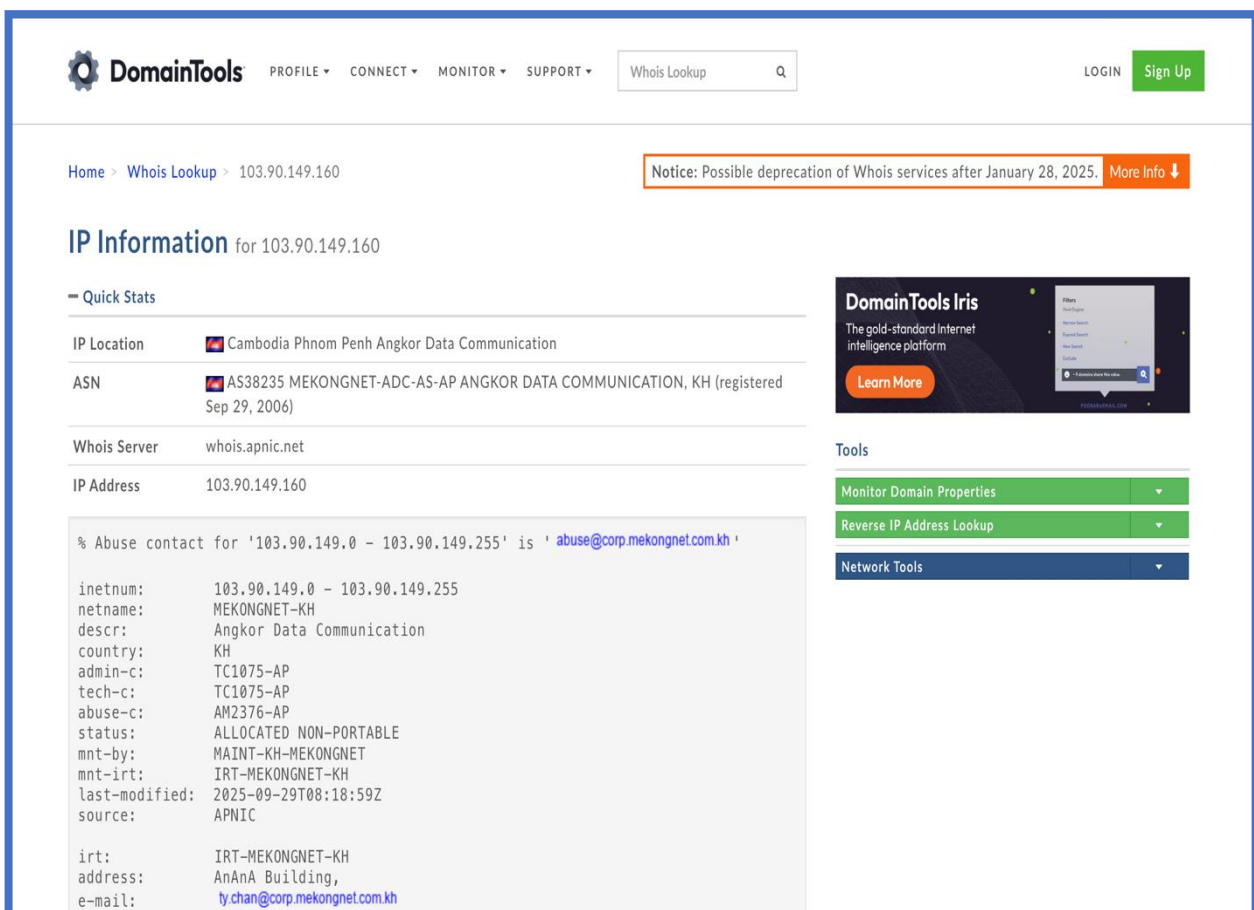 DomainTools PROFILE CONNECT MONITOR SUPPORT Whois Lookup LOGIN Sign Up
Home > Whois Lookup > 103.90.149.160
Notice: Possible deprecation of Whois services after January 28, 2025. More Info
IP Information for 103.90.149.160
Quick Stats
IP Location Cambodia Phnom Penh Angkor Data Communication
ASN AS38235 MEKONGNET-ADC-AS-AP ANGKOR DATA COMMUNICATION, KH (registered
Sep 29, 2006)
Whois Server whois.apnic.net
IP Address 103.90.149.160
% Abuse contact for '103.90.149.0 - 103.90.149.255' is ' abuse@corp.mekongnet.com.kh '
inetnum: 103.90.149.0 - 103.90.149.255
netname: MEKONGNET-KH
descr: Angkor Data Communication
country: KH
admin-c: TC1075-AP
tech-c: TC1075-AP
abuse-c: AM2376-AP
status: ALLOCATED NON-PORTABLE
mnt-by: MAINT-KH-MEKONGNET
mnt-irt: IRT-MEKONGNET-KH
last-modified: 2025-09-29T08:18:59Z
source: APNIC
irt: IRT-MEKONGNET-KH
address: AnAnA Building,
e-mail: ty.chan@corp.mekongnet.com.kh
DomainTools Iris
The gold-standard Internet
intelligence platform
Learn More
Filters
Tools
Monitor Domain Properties
Reverse IP Address Lookup
Network Tools